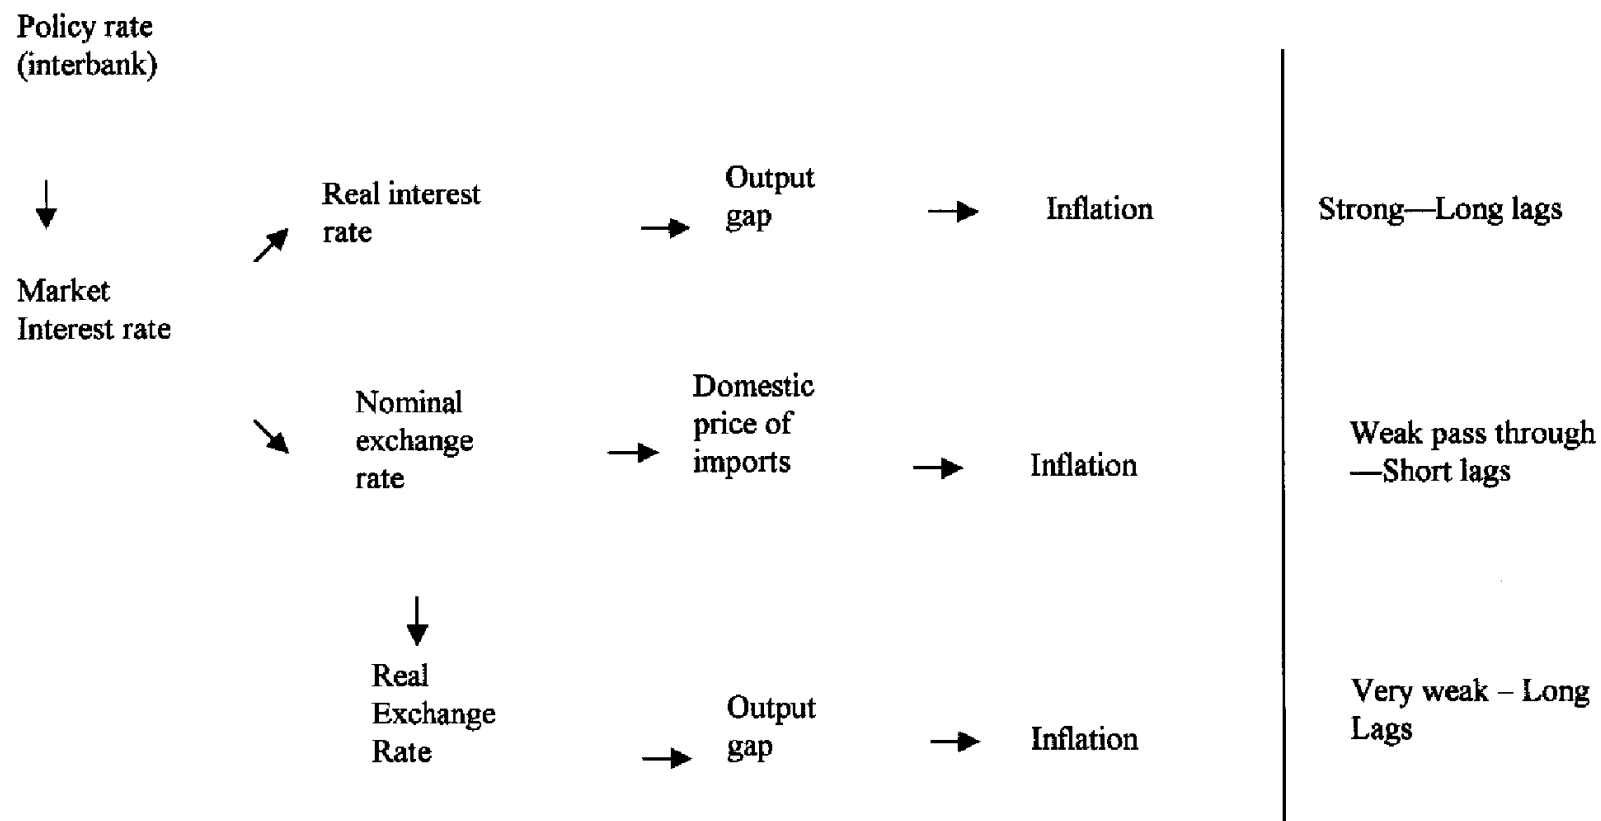 Policy rate
(interbank)
Real interest
rate
Output
gap
Inflation
Strong—Long lags
Market
Interest rate
Nominal
exchange
rate
Domestic
price of
imports
Inflation
Weak pass through
—Short lags
Real
Exchange
Rate
Output
gap
Inflation
Very weak – Long
Lags